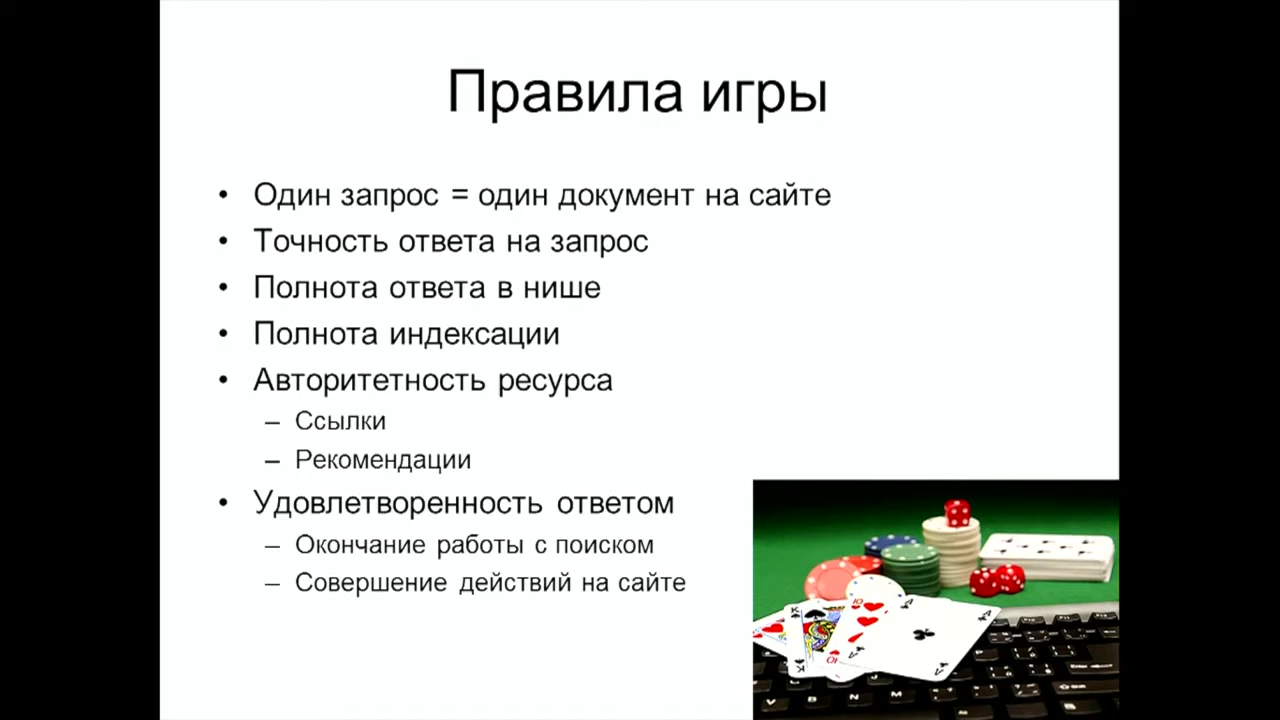 Правила игры
• Один запрос = один документ на сайте
• Точность ответа на запрос
• Полнота ответа в нише
• Полнота индексации
• Авторитетность ресурса
– Ссылки
– Рекомендации
• Удовлетворенность ответом
– Окончание работы с поиском
– Совершение действий на сайте